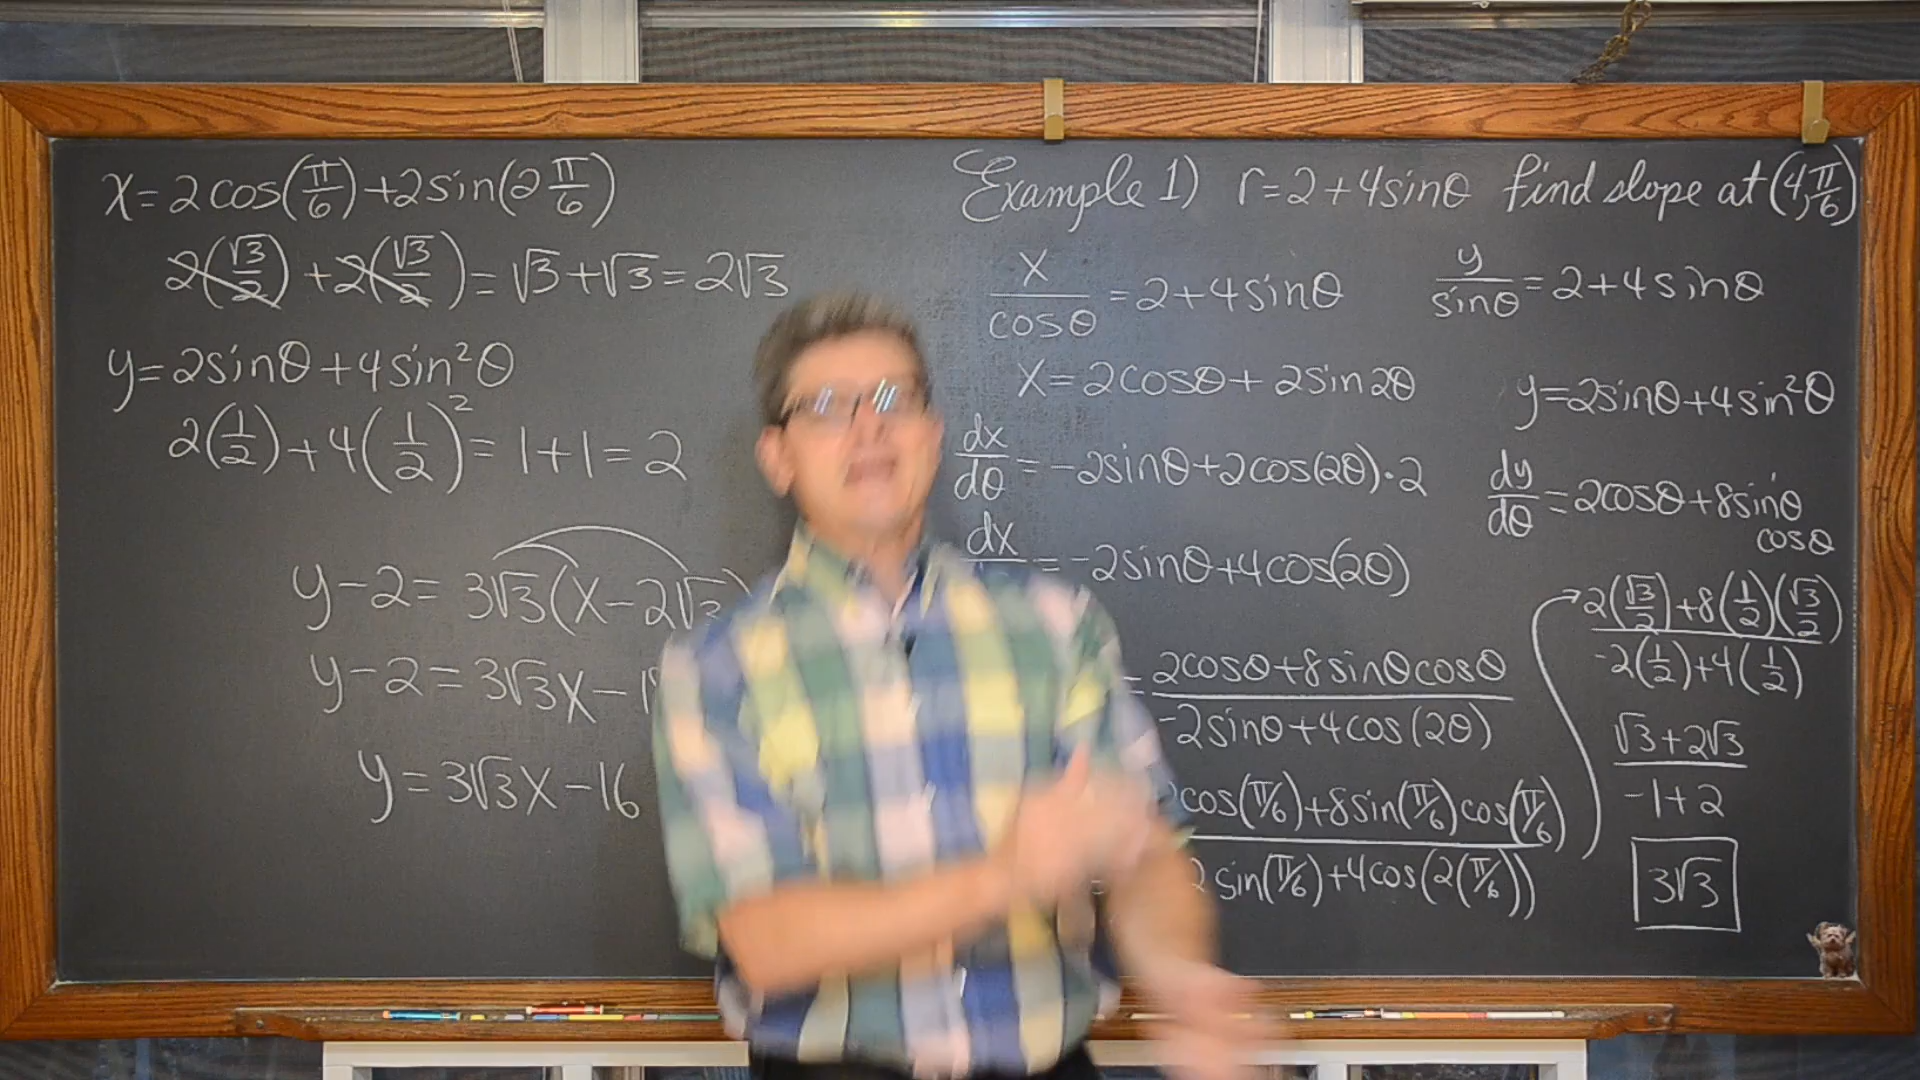 x=2cos(π/6)+2sin(2π/6)
2(√3/2)+2(√3/2)=√3+√3=2√3
y=2sinθ+4sin²θ
2(1/2)+4(1/2)²=1+1=2
y-2=3√3(x-2√3)
y-2=3√3x-1
y=3√3x-16
Example 1) r=2+4sinθ find slope at (4,π/6)
x/cosθ=2+4sinθ
x=2cosθ+2sin2θ
dx/dθ=-2sinθ+2cos(2θ)·2
dx
=-2sinθ+4cos(2θ)
=2cosθ+8sinθcosθ
-2sinθ+4cos(2θ)
cos(π/6)+8sin(π/6)cos(π/6)
2sin(π/6)+4cos(2(π/6))
y/sinθ=2+4sinθ
y=2sinθ+4sin²θ
dy/dθ=2cosθ+8sinθ
cosθ
2(√3/2)+8(1/2)(√3/2)
-2(1/2)+4(1/2)
√3+2√3
-1+2
3√3